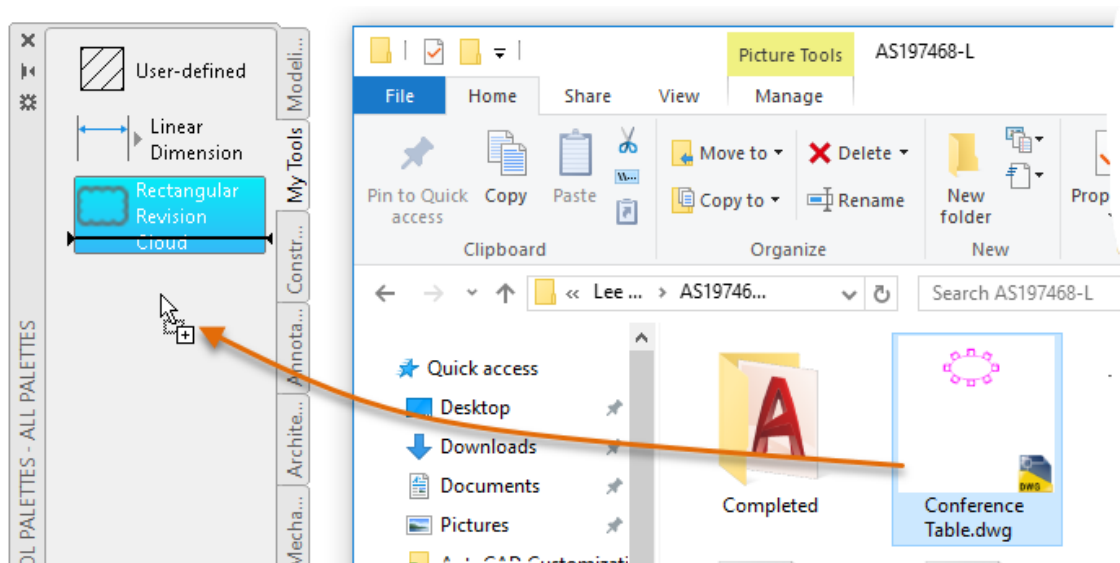 User-defined
Linear
Dimension
Rectangular
Revision
Cloud
Modeli...
My Tools
Constr...
Annota...
Archite...
OL PALETTES - ALL PALETTES
Picture Tools
AS197468-L
File
Home
Share
View
Manage
Pin to Quick
access
Copy
Paste
Move to
Copy to
Delete
Rename
New
folder
Prop
Clipboard
Organize
New
« Lee ... › AS19746...
Search AS197468-L
Quick access
Desktop
Downloads
Documents
Pictures
Completed
DWG
Conference
Table.dwg